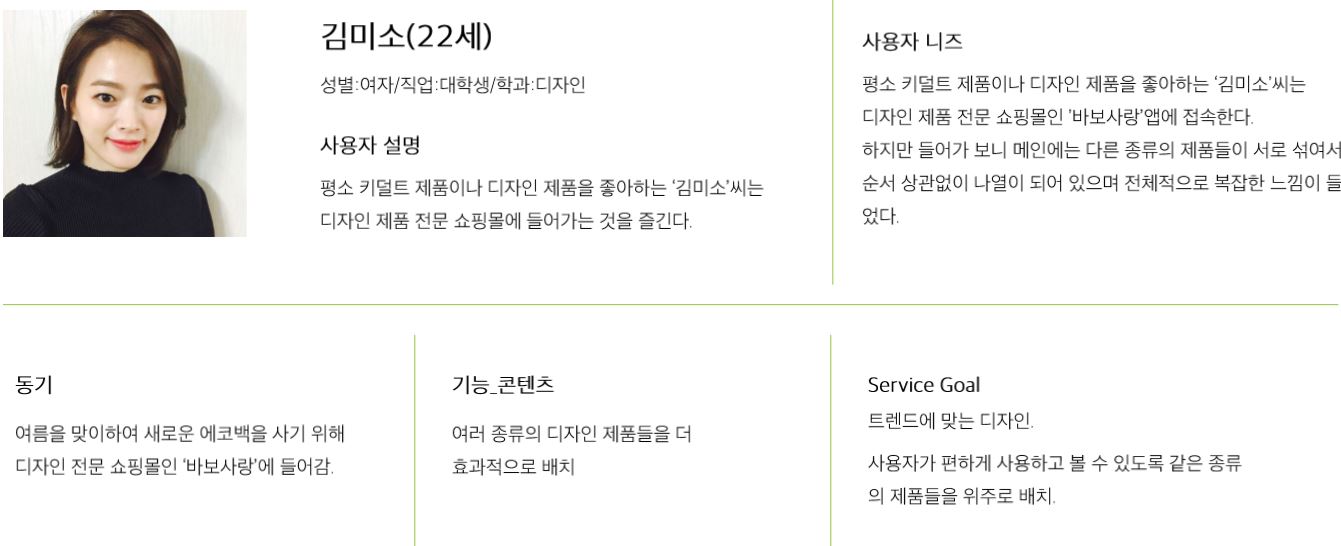 김미소(22세)
성별:여자/직업:대학생/학과:디자인
사용자 설명
평소 키덜트 제품이나 디자인 제품을 좋아하는 ‘김미소’씨는
디자인 제품 전문 쇼핑몰에 들어가는 것을 즐긴다.
사용자 니즈
평소 키덜트 제품이나 디자인 제품을 좋아하는 ‘김미소’씨는
디자인 제품 전문 쇼핑몰인 ’바보사랑’앱에 접속한다.
하지만 들어가 보니 메인에는 다른 종류의 제품들이 서로 섞여서
순서 상관없이 나열이 되어 있으며 전체적으로 복잡한 느낌이 들
었다.
동기
여름을 맞이하여 새로운 에코백을 사기 위해
디자인 전문 쇼핑몰인 ‘바보사랑’에 들어감.
기능_콘텐츠
여러 종류의 디자인 제품들을 더
효과적으로 배치
Service Goal
트렌드에 맞는 디자인.
사용자가 편하게 사용하고 볼 수 있도록 같은 종류
의 제품들을 위주로 배치.